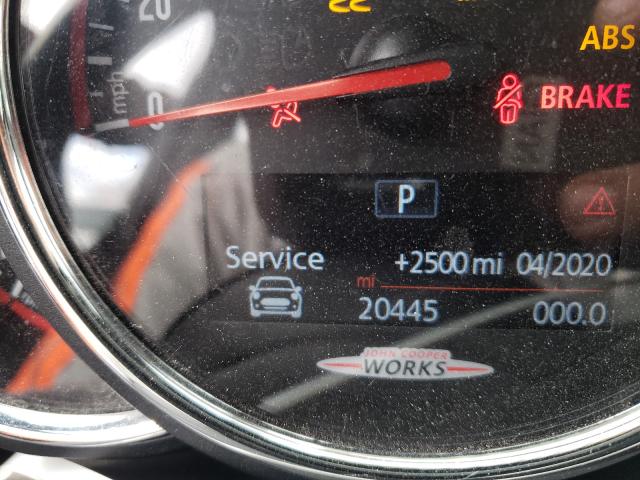 20
ABS
mph
0
BRAKE
P
Service +2500 mi 04/2020
mi
20445 000.0
JOHN COOPER
WORKS